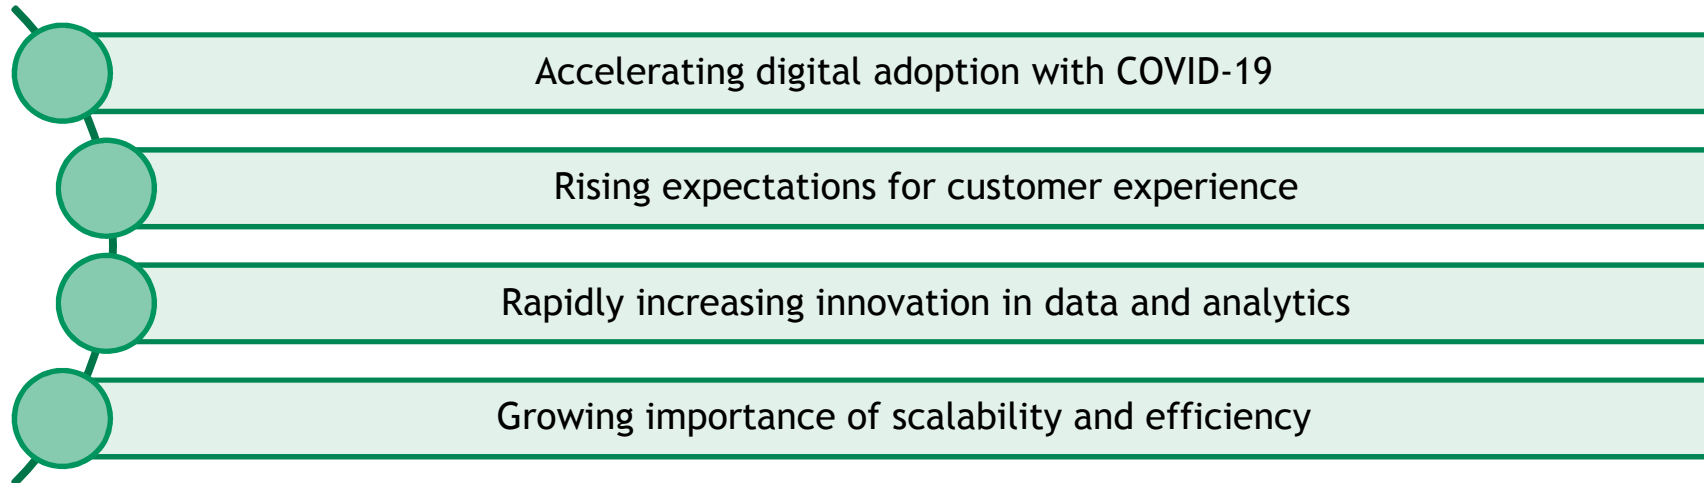 Accelerating digital adoption with COVID-19
Rising expectations for customer experience
Rapidly increasing innovation in data and analytics
Growing importance of scalability and efficiency